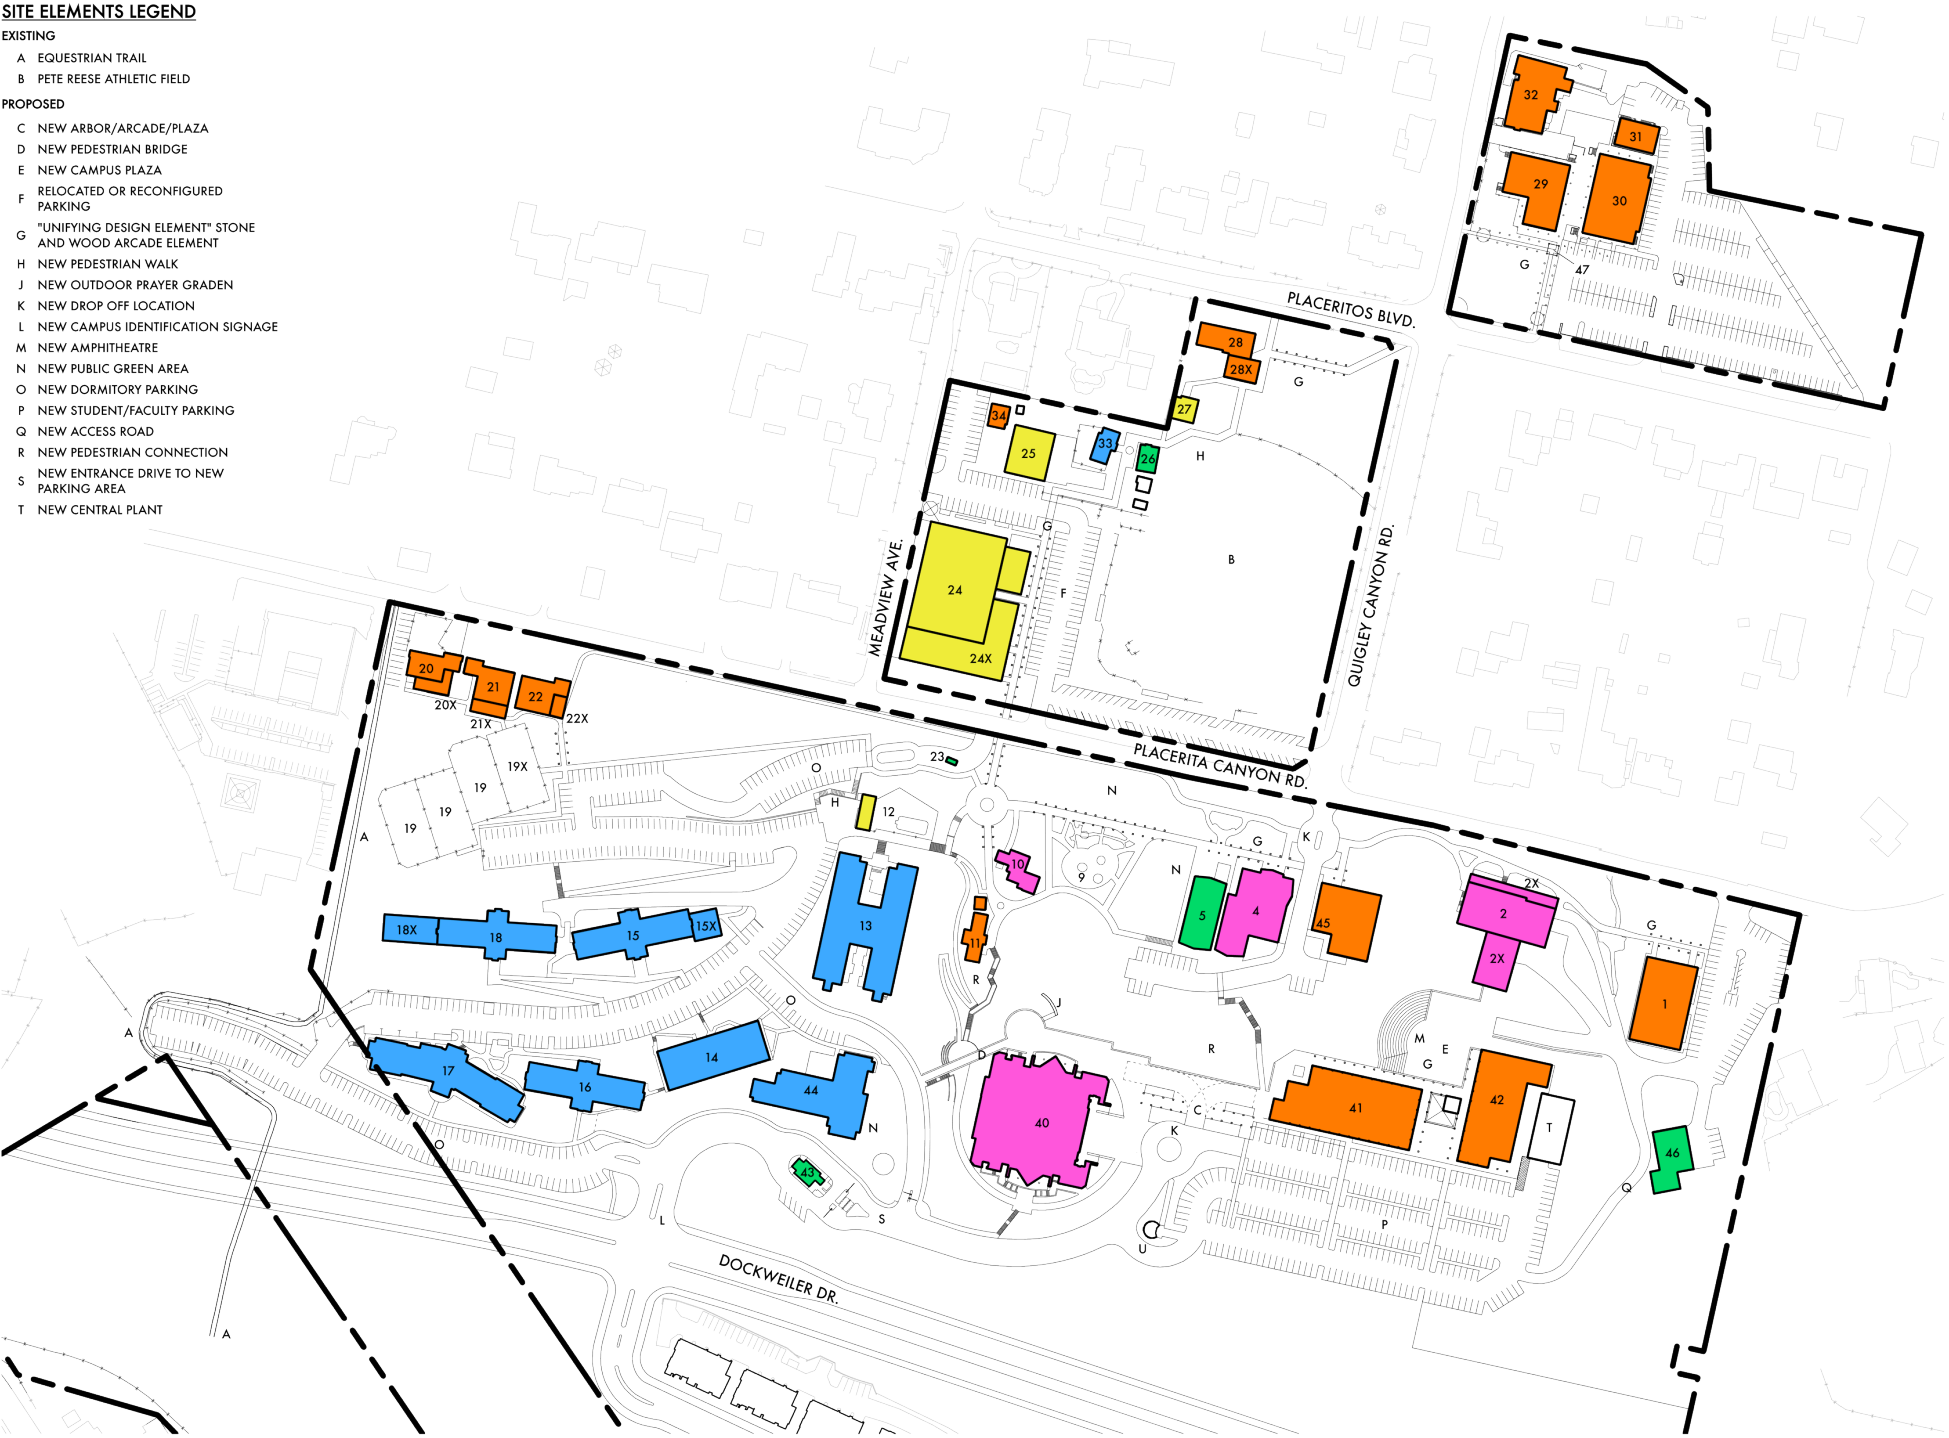 SITE ELEMENTS LEGEND
EXISTING
A EQUESTRIAN TRAIL
B PETE REESE ATHLETIC FIELD
PROPOSED
C NEW ARBOR/ARCADE/PLAZA
D NEW PEDESTRIAN BRIDGE
E NEW CAMPUS PLAZA
F RELOCATED OR RECONFIGURED
PARKING
G "UNIFYING DESIGN ELEMENT" STONE
AND WOOD ARCADE ELEMENT
H NEW PEDESTRIAN WALK
J NEW OUTDOOR PRAYER GRADEN
K NEW DROP OFF LOCATION
L NEW CAMPUS IDENTIFICATION SIGNAGE
M NEW AMPHITHEATRE
N NEW PUBLIC GREEN AREA
O NEW DORMITORY PARKING
P NEW STUDENT/FACULTY PARKING
Q NEW ACCESS ROAD
R NEW PEDESTRIAN CONNECTION
S NEW ENTRANCE DRIVE TO NEW
PARKING AREA
T NEW CENTRAL PLANT
32
31
29
30
G
47
PLACERITOS BLVD.
28
28X
G
27
34
33
25
26
H
G
B
24
F
24X
MEADVIEW AVE.
QUIGLEY CANYON RD.
PLACERITA CANYON RD.
20
21
22
20X
21X
22X
19X
19
19
19
A
O
23
H
12
N
G
K
10
9
N
2X
5
4
45
2
G
2X
18X
18
15
15X
13
11
R
1
O
J
A
D
R
M
E
G
17
16
14
44
N
40
C
K
41
42
T
46
O
43
Q
L
S
U
P
DOCKWEILER DR.
A